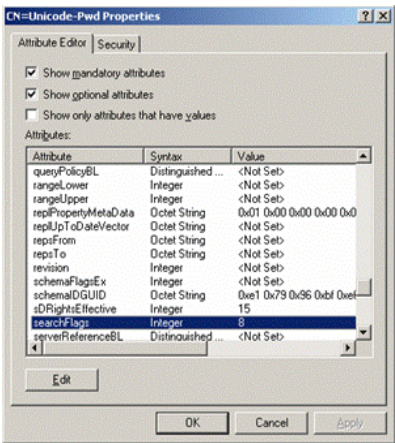 CN=Unicode-Pwd Properties
Attribute Editor Security
Show mandatory attributes
Show optional attributes
Show only attributes that have values
Attributes:
Attribute Syntax Value
queryPolicyBL Distinguished ... <Not Set>
rangeLower Integer <Not Set>
rangeUpper Integer <Not Set>
replPropertyMetaData Octet String 0x01 0x00 0x00 0x00 0x0
replUpToDateVector Octet String <Not Set>
repsFrom Octet String <Not Set>
repsTo Octet String <Not Set>
revision Integer <Not Set>
schemaFlagsEx Integer <Not Set>
schemaIDGUID Octet String 0xe1 0x79 0x96 0xbf 0xef
sDRightsEffective Integer 15
searchFlags Integer 8
serverReferenceBL Distinguished ... <Not Set>
Edit
OK Cancel Apply